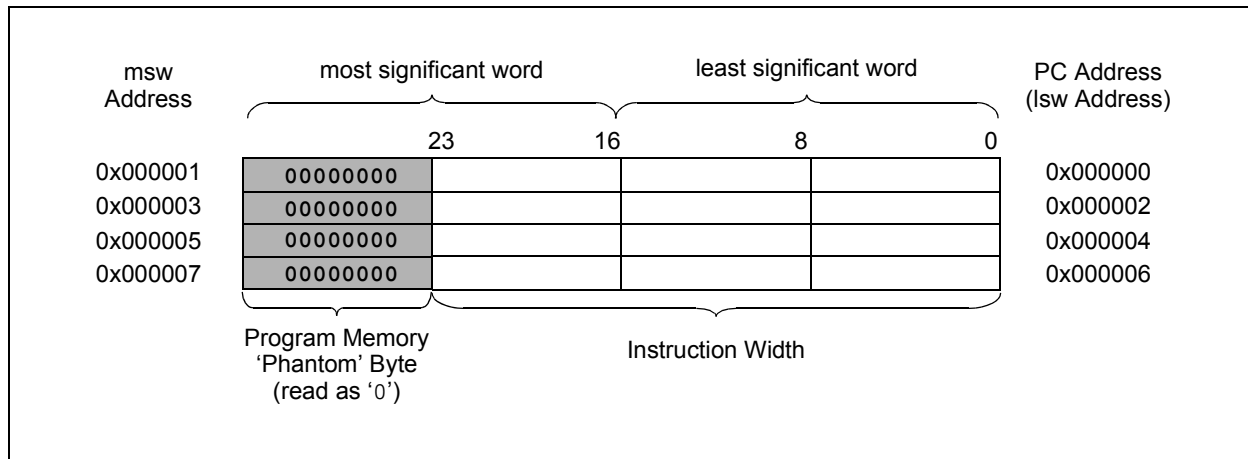 msw
Address
most significant word
least significant word
PC Address
(lsw Address)
23 16 8 0
0x000001 00000000 0x000000
0x000003 00000000 0x000002
0x000005 00000000 0x000004
0x000007 00000000 0x000006
Program Memory
‘Phantom’ Byte
(read as ‘0’)
Instruction Width